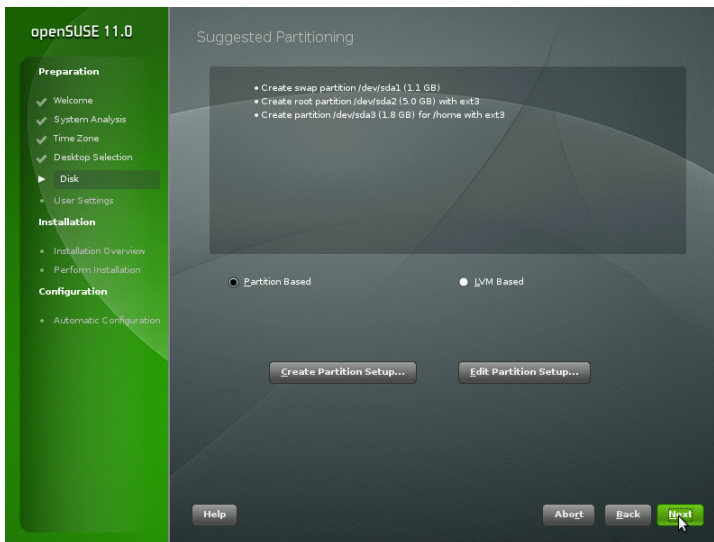 openSUSE 11.0
Suggested Partitioning
Preparation
Welcome
System Analysis
Time Zone
Desktop Selection
Disk
User Settings
Installation
Installation Overview
Perform Installation
Configuration
Automatic Configuration
• Create swap partition /dev/sda1 (1.1 GB)
• Create root partition /dev/sda2 (5.0 GB) with ext3
• Create partition /dev/sda3 (1.8 GB) for /home with ext3
Partition Based
LVM Based
Create Partition Setup...
Edit Partition Setup...
Help
Abort
Back
Next